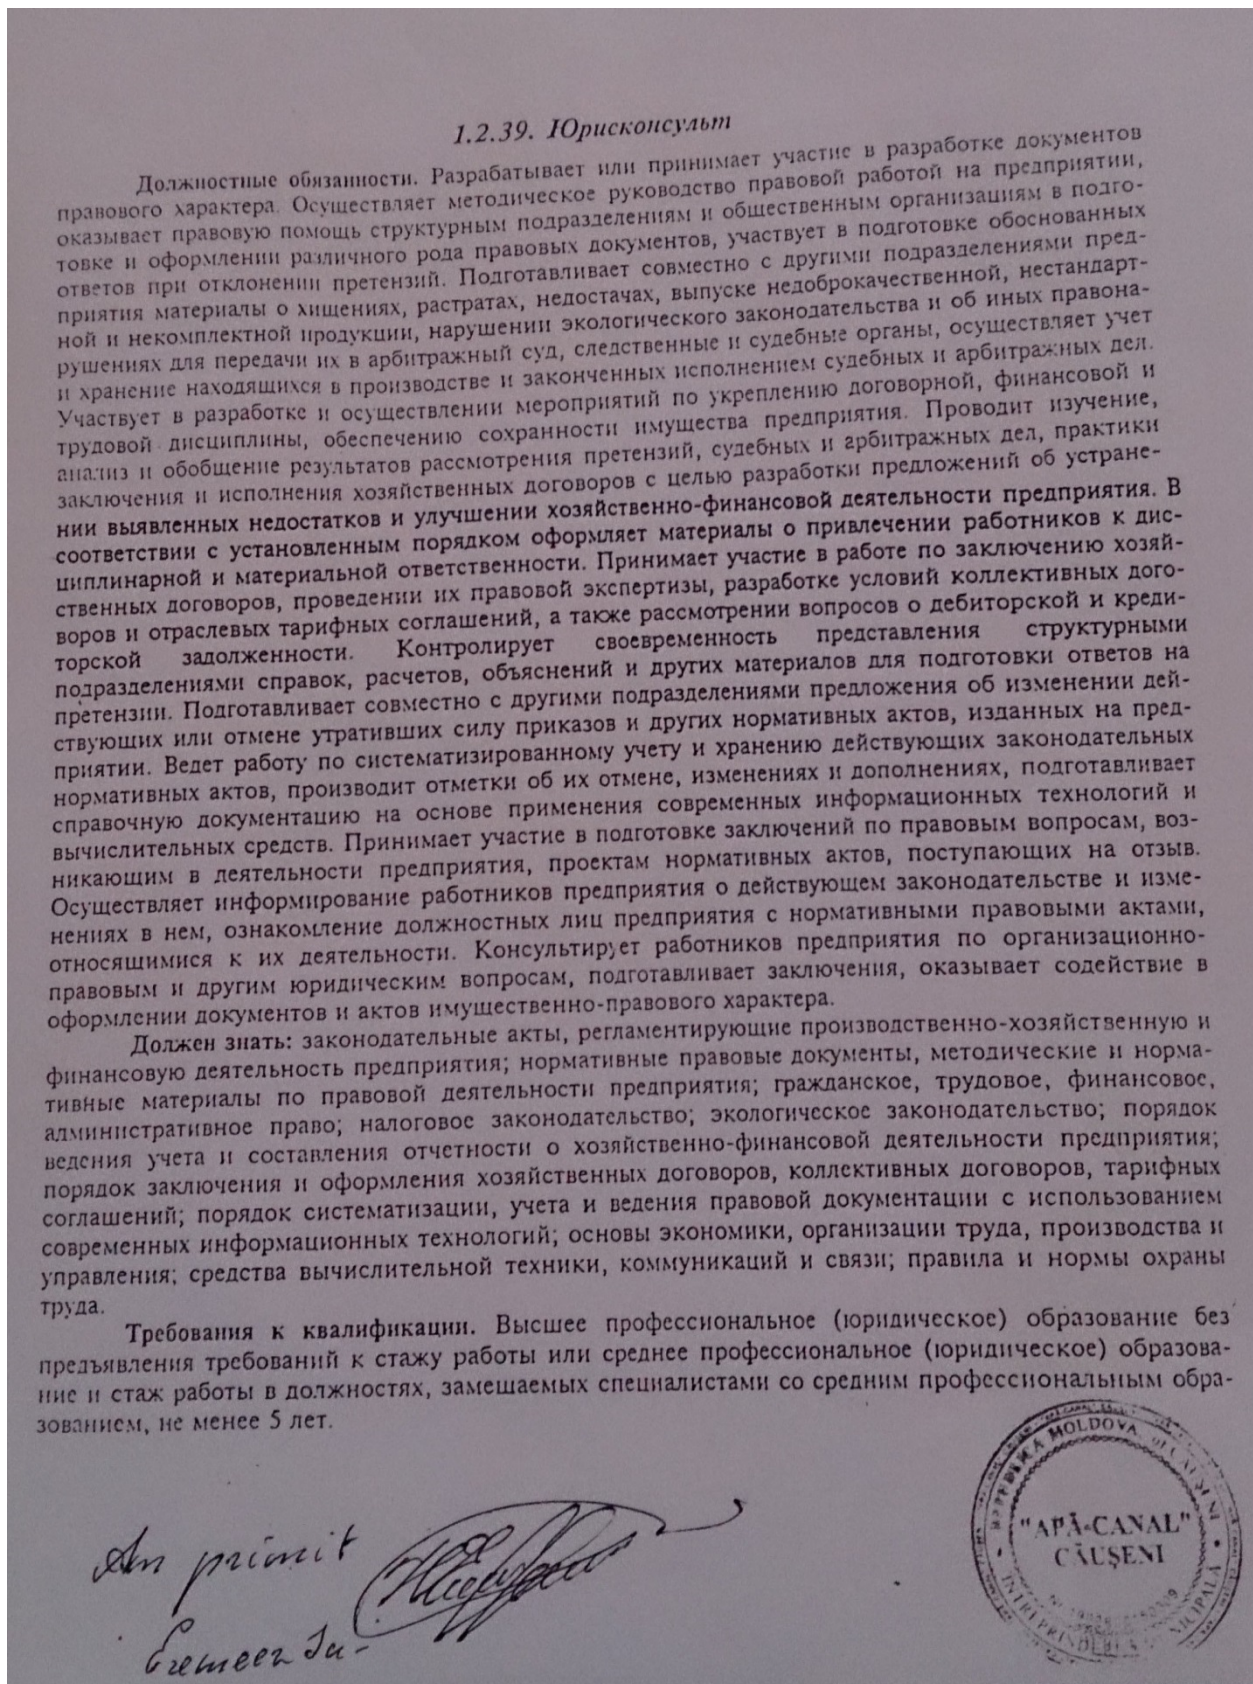 1.2.39. Юрисконсульт
Должностные обязанности. Разрабатывает или принимает участие в разработке документов
правового характера. Осуществляет методическое руководство правовой работой на предприятии,
оказывает правовую помощь структурным подразделениям и общественным организациям в подго-
товке и оформлении различного рода правовых документов, участвует в подготовке обоснованных
ответов при отклонении претензий. Подготавливает совместно с другими подразделениями пред-
приятия материалы о хищениях, растратах, недостачах, выпуске недоброкачественной, нестандарт-
ной и некомплектной продукции, нарушении экологического законодательства и об иных правона-
рушениях для передачи их в арбитражный суд, следственные и судебные органы, осуществляет учет
и хранение находящихся в производстве и законченных исполнением судебных и арбитражных дел.
Участвует в разработке и осуществлении мероприятий по укреплению договорной, финансовой и
трудовой дисциплины, обеспечению сохранности имущества предприятия. Проводит изучение,
анализ и обобщение результатов рассмотрения претензий, судебных и арбитражных дел, практики
заключения и исполнения хозяйственных договоров с целью разработки предложений об устране-
нии выявленных недостатков и улучшении хозяйственно-финансовой деятельности предприятия. В
соответствии с установленным порядком оформляет материалы о привлечении работников к дис-
циплинарной и материальной ответственности. Принимает участие в работе по заключению хозяй-
ственных договоров, проведении их правовой экспертизы, разработке условий коллективных дого-
воров и отраслевых тарифных соглашений, а также рассмотрении вопросов о дебиторской и креди-
торской задолженности. Контролирует своевременность представления структурными
подразделениями справок, расчетов, объяснений и других материалов для подготовки ответов на
претензии. Подготавливает совместно с другими подразделениями предложения об изменении дей-
ствующих или отмене утративших силу приказов и других нормативных актов, изданных на пред-
приятии. Ведет работу по систематизированному учету и хранению действующих законодательных
нормативных актов, производит отметки об их отмене, изменениях и дополнениях, подготавливает
справочную документацию на основе применения современных информационных технологий и
вычислительных средств. Принимает участие в подготовке заключений по правовым вопросам, воз-
никающим в деятельности предприятия, проектам нормативных актов, поступающих на отзыв.
Осуществляет информирование работников предприятия о действующем законодательстве и изме-
нениях в нем, ознакомление должностных лиц предприятия с нормативными правовыми актами,
относящимися к их деятельности. Консультирует работников предприятия по организационно-
правовым и другим юридическим вопросам, подготавливает заключения, оказывает содействие в
оформлении документов и актов имущественно-правового характера.
Должен знать: законодательные акты, регламентирующие производственно-хозяйственную и
финансовую деятельность предприятия; нормативные правовые документы, методические и норма-
тивные материалы по правовой деятельности предприятия; гражданское, трудовое, финансовое,
административное право; налоговое законодательство; экологическое законодательство; порядок
ведения учета и составления отчетности о хозяйственно-финансовой деятельности предприятия;
порядок заключения и оформления хозяйственных договоров, коллективных договоров, тарифных
соглашений; порядок систематизации, учета и ведения правовой документации с использованием
современных информационных технологий; основы экономики, организации труда, производства и
управления; средства вычислительной техники, коммуникаций и связи; правила и нормы охраны
труда.
Требования к квалификации. Высшее профессиональное (юридическое) образование без
предъявления требований к стажу работы или среднее профессиональное (юридическое) образова-
ние и стаж работы в должностях, замещаемых специалистами со средним профессиональным обра-
зованием, не менее 5 лет.
REPUBLICA MOLDOVA
"APĂ-CANAL"
CĂUŞENI
ÎNTREPRINDEREA MUNICIPALĂ
Am primit